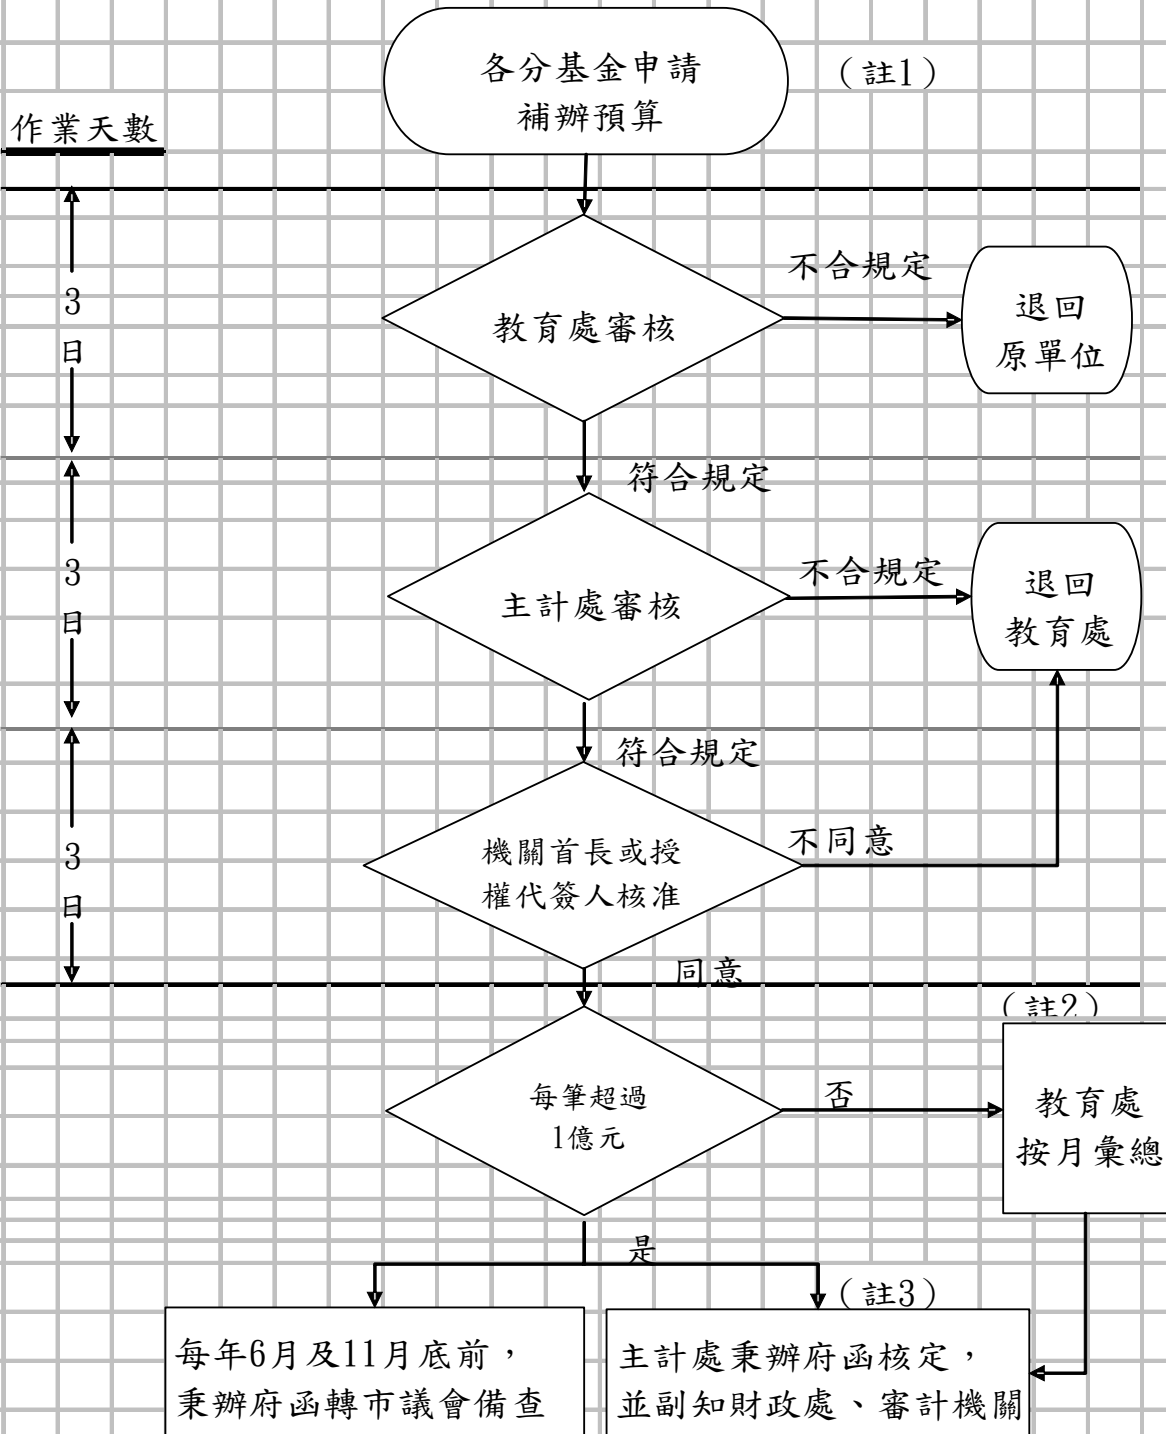 各分基金申請
補辦預算
（註1）
作業天數
3
日
不合規定
教育處審核
退回
原單位
符合規定
3
日
不合規定
主計處審核
退回
教育處
符合規定
3
日
機關首長或授
權代簽人核准
不同意
同意
（註2）
每筆超過
1億元
否
教育處
按月彙總
是
（註3）
每年6月及11月底前，
秉辦府函轉市議會備查
主計處秉辦府函核定，
並副知財政處、審計機關